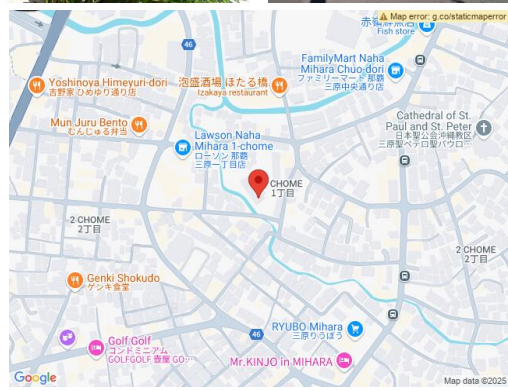 Map error: g.co/staticmaperror
46
Fish store
FamilyMart Naha
Mihara Chuo-dori
ファミリーマート 那覇
三原中央通り店
Yoshinoya Himeyuri-dori
吉野家 ひめゆり通り店
泡盛酒場 ほたる橋
Izakaya restaurant
Mun Juru Bento
むんじゅる弁当
Lawson Naha
Mihara 1-chome
ローソン 那覇
三原一丁目店
Cathedral of St.
Paul and St. Peter
日本聖公会沖縄教区
三原聖ペテロ聖パウロ...
CHOME
1丁目
2 CHOME
2丁目
2 CHOME
2丁目
Genki Shokudo
ゲンキ食堂
RYUBO Mihara
三原りうぼう
46
Golf Golf
コンドミニアム
GOLFGOLF 壺屋 GO...
Mr.KINJO in MIHARA
Google
Map data ©2025